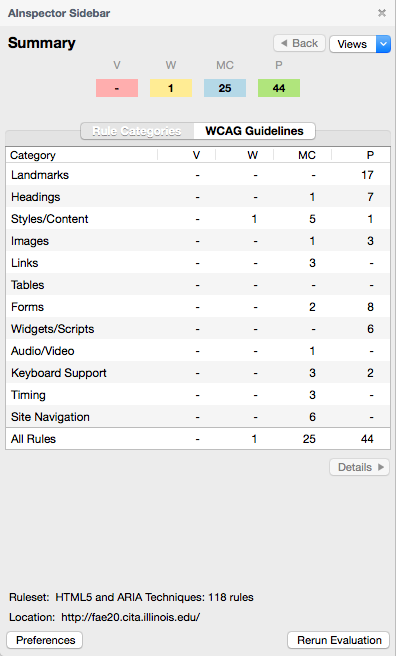 AInspector Sidebar ×
Summary ◀ Back Views
V W MC P
- 1 25 44
Rule Categories WCAG Guidelines
Category V W MC P
Landmarks - - - 17
Headings - - 1 7
Styles/Content - 1 5 1
Images - - 1 3
Links - - 3 -
Tables - - - -
Forms - - 2 8
Widgets/Scripts - - - 6
Audio/Video - - 1 -
Keyboard Support - - 3 2
Timing - - 3 -
Site Navigation - - 6 -
All Rules - 1 25 44
Details ▶
Ruleset: HTML5 and ARIA Techniques: 118 rules
Location: http://fae20.cita.illinois.edu/
Preferences Rerun Evaluation